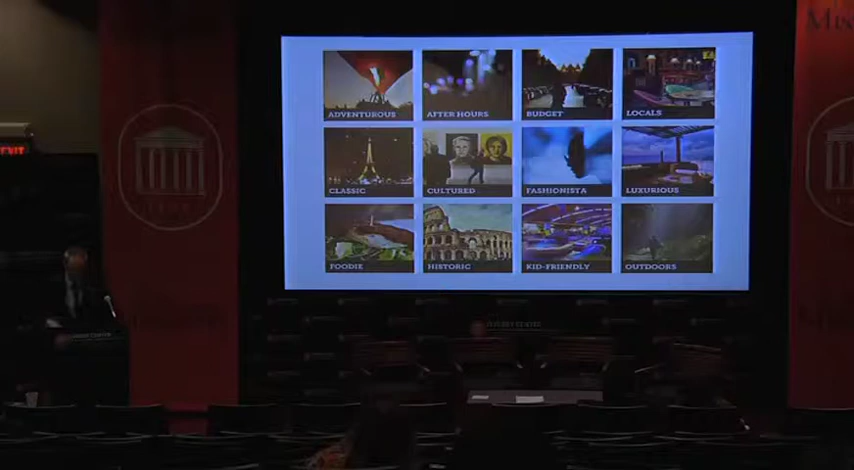 ADVENTUROUS
AFTER HOURS
BUDGET
LOCALS
CLASSIC
CULTURED
FASHIONISTA
LUXURIOUS
FOODIE
HISTORIC
KID-FRIENDLY
OUTDOORS
EXIT